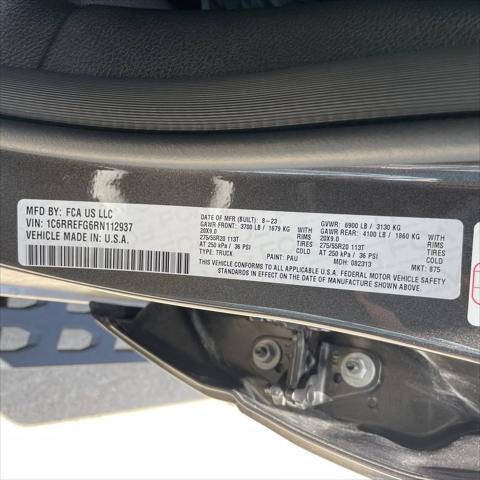 MFD BY: FCA US LLC
VIN: 1C6RREFG6RN112937
VEHICLE MADE IN: U.S.A.
DATE OF MFR (BUILT): 8-23 GVWR: 6900 LB / 3130 KG
GAWR FRONT: 3700 LB / 1679 KG WITH GAWR REAR: 4100 LB / 1860 KG WITH
20X9.0 RIMS 20X9.0 RIMS
275/55R20 113T TIRES 275/55R20 113T TIRES
AT 250 kPa / 36 PSI COLD AT 250 kPa / 36 PSI COLD
TYPE: TRUCK PAINT: PAU MDH: 082313 MKT: 875
THIS VEHICLE CONFORMS TO ALL APPLICABLE FEDERAL MOTOR VEHICLE SAFETY
STANDARDS IN EFFECT ON THE DATE OF MANUFACTURE SHOWN ABOVE